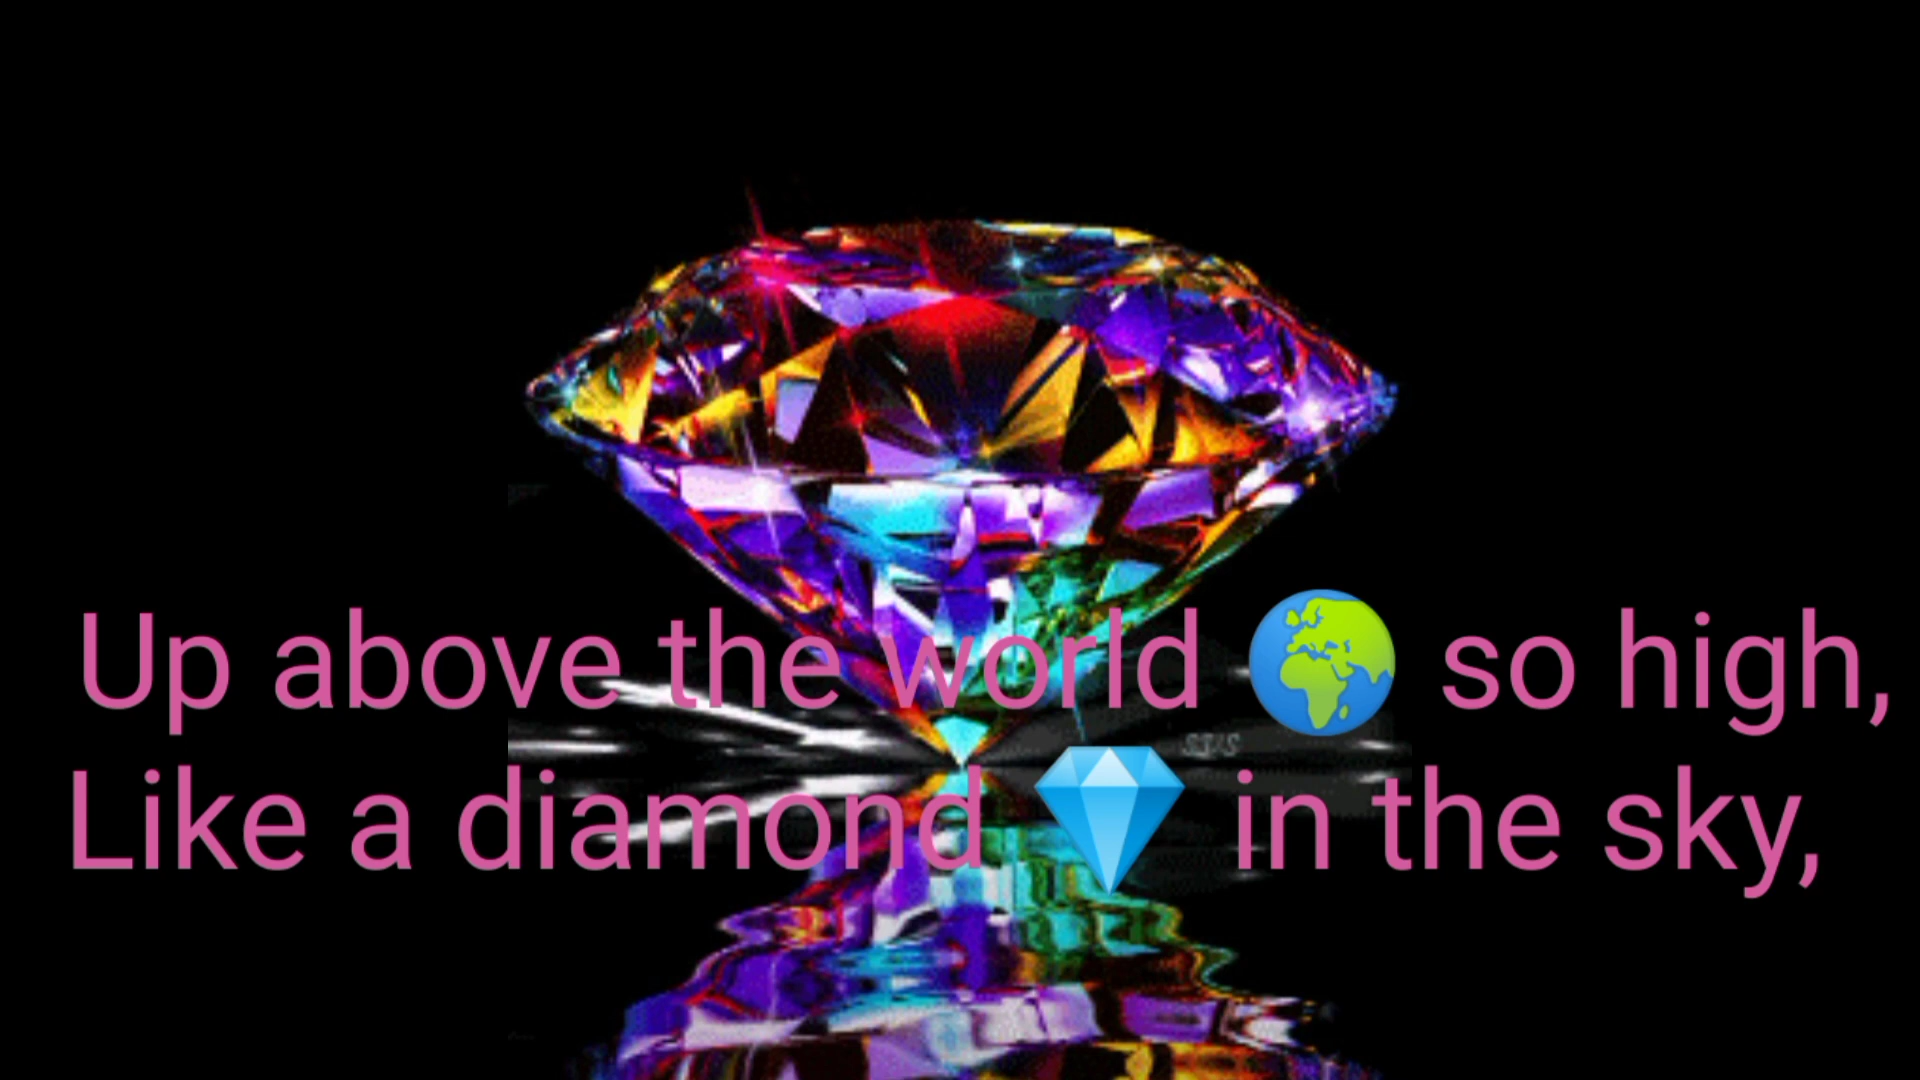 Up above the world 🌍 so high,
Like a diamond 💎 in the sky,